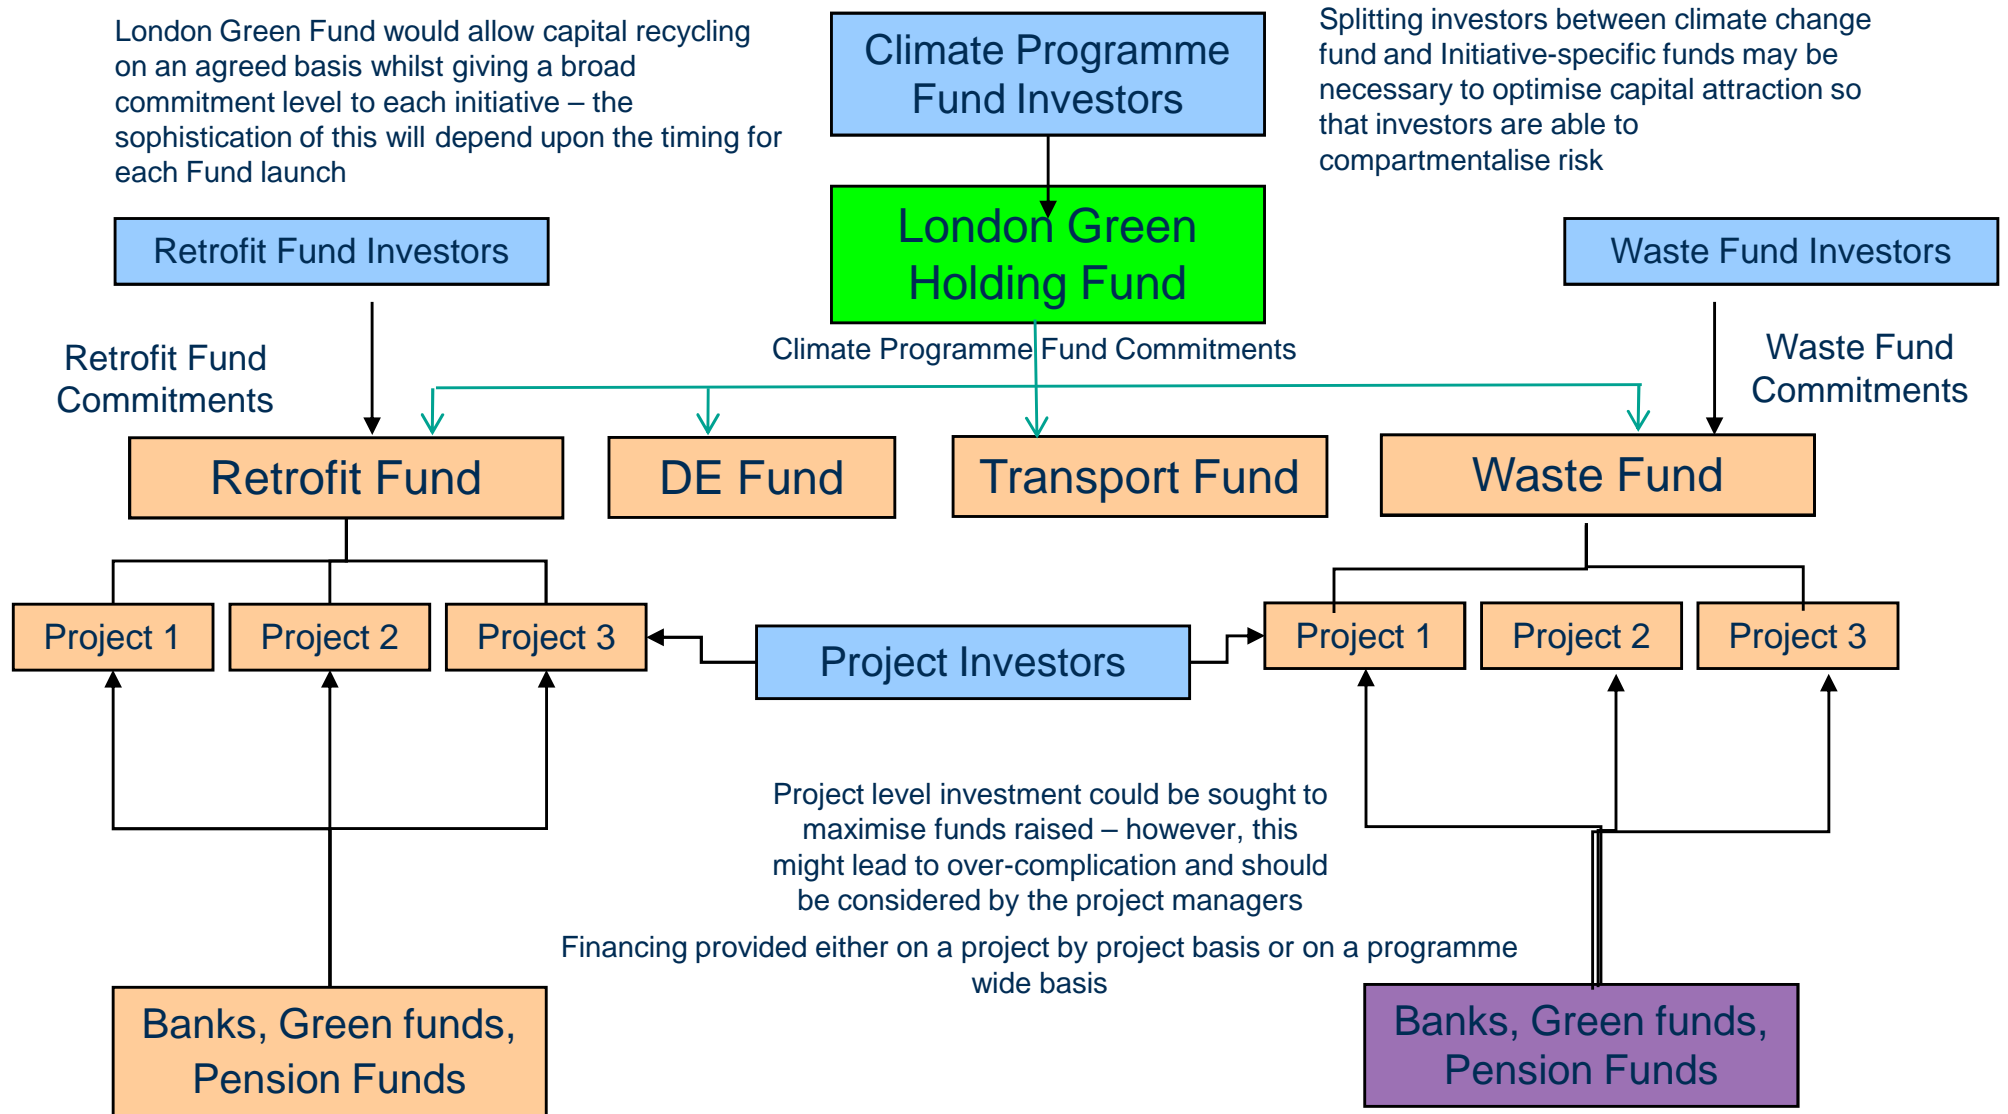 London Green Fund would allow capital recycling
on an agreed basis whilst giving a broad
commitment level to each initiative – the
sophistication of this will depend upon the timing for
each Fund launch
Climate Programme
Fund Investors
Splitting investors between climate change
fund and Initiative-specific funds may be
necessary to optimise capital attraction so
that investors are able to
compartmentalise risk
Retrofit Fund Investors
London Green
Holding Fund
Waste Fund Investors
Retrofit Fund
Commitments
Climate Programme Fund Commitments
Waste Fund
Commitments
Retrofit Fund
DE Fund
Transport Fund
Waste Fund
Project 1
Project 2
Project 3
Project Investors
Project 1
Project 2
Project 3
Project level investment could be sought to
maximise funds raised – however, this
might lead to over-complication and should
be considered by the project managers
Financing provided either on a project by project basis or on a programme
wide basis
Banks, Green funds,
Pension Funds
Banks, Green funds,
Pension Funds